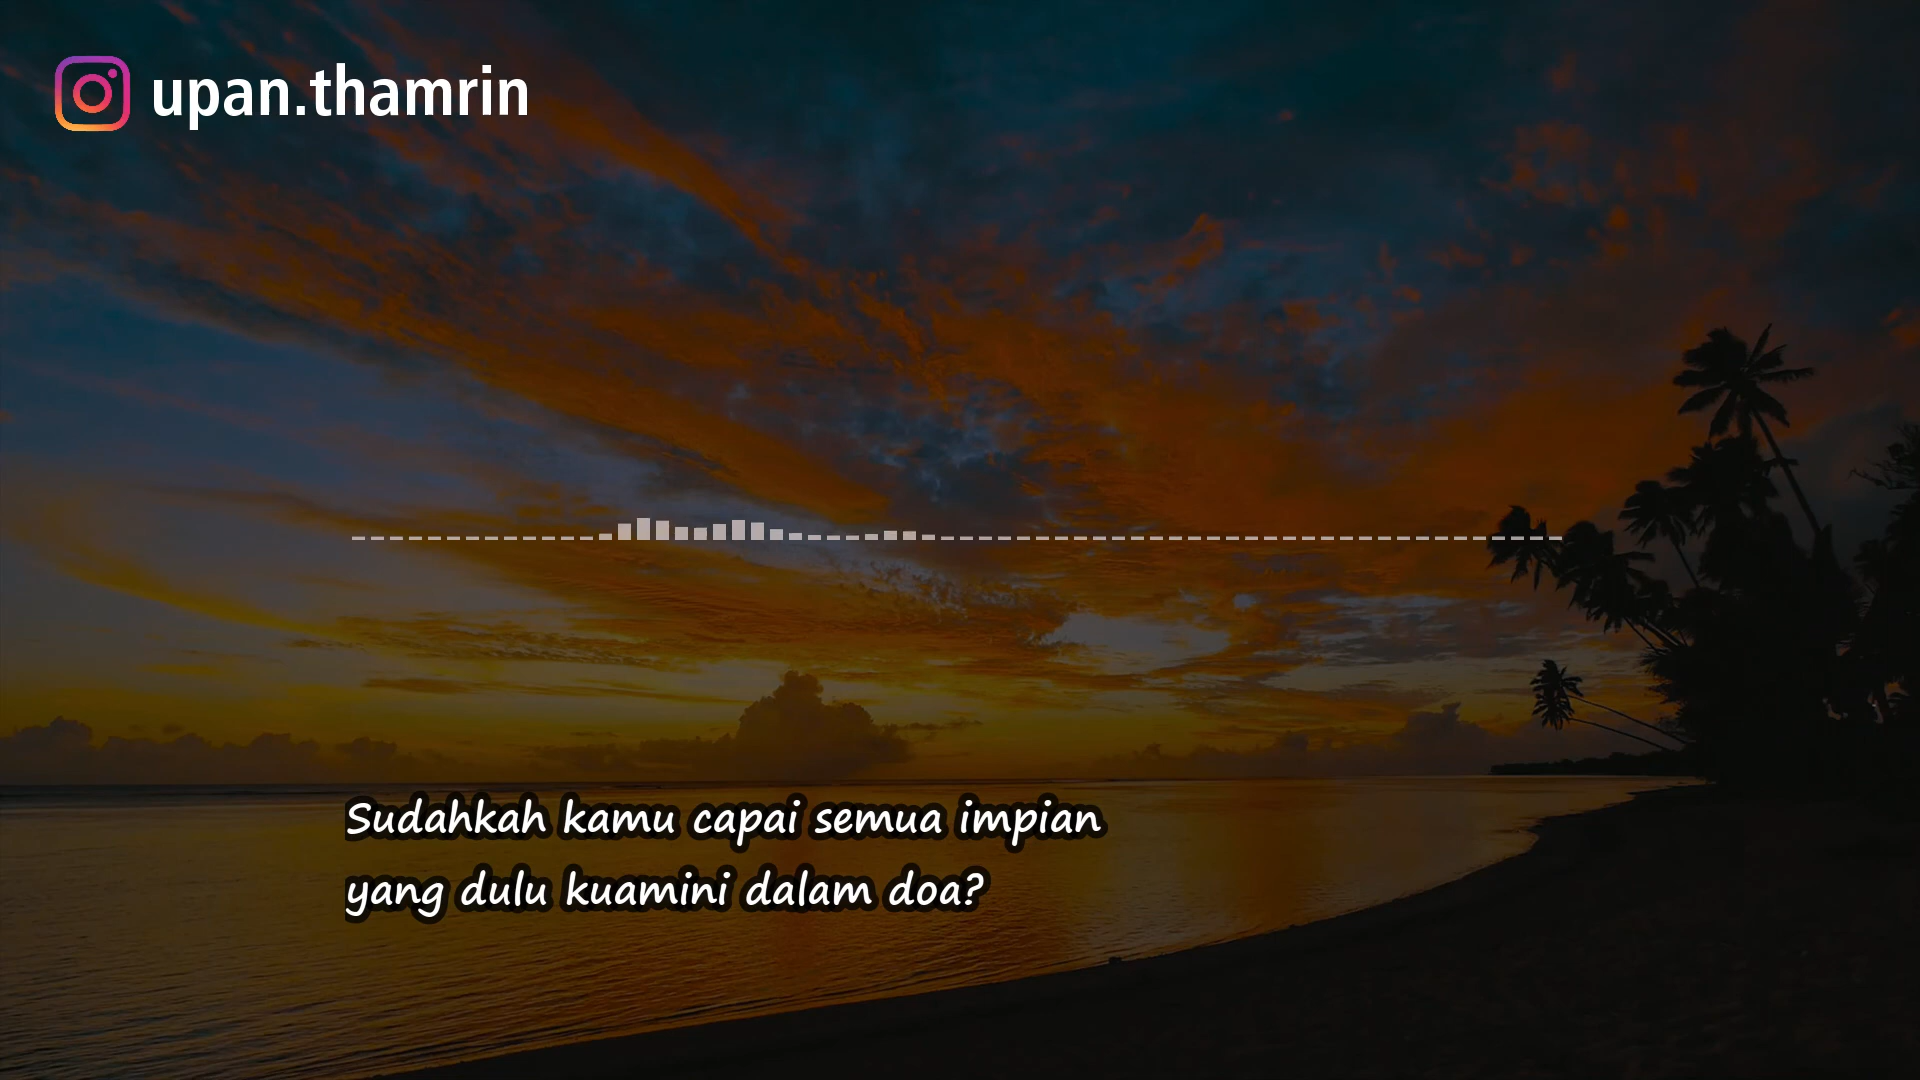 upan.thamrin
Sudahkah kamu capai semua impian
yang dulu kuamini dalam doa?